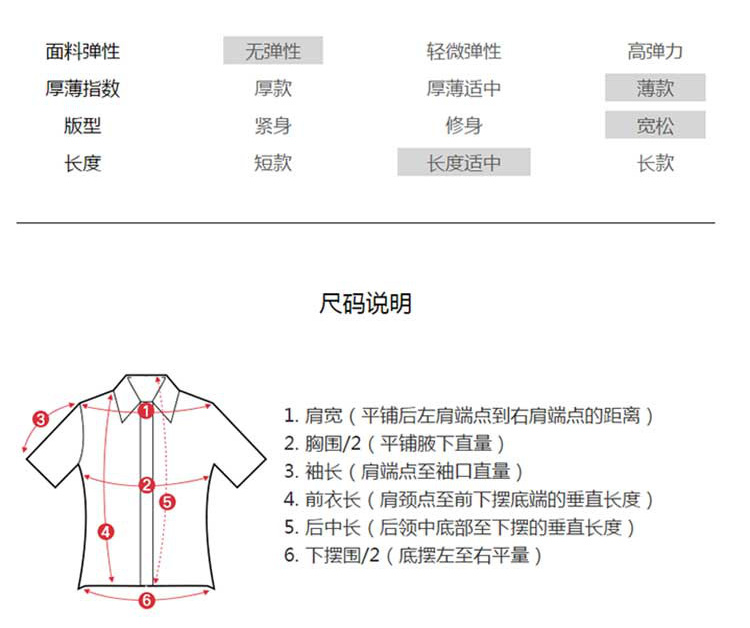 面料弹性 无弹性 轻微弹性 高弹力
厚薄指数 厚款 厚薄适中 薄款
版型 紧身 修身 宽松
长度 短款 长度适中 长款
尺码说明
1
3
2
5
4
6
1. 肩宽（平铺后左肩端点到右肩端点的距离）
2. 胸围/2（平铺腋下直量）
3. 袖长（肩端点至袖口直量）
4. 前衣长（肩颈点至前下摆底端的垂直长度）
5. 后中长（后领中底部至下摆的垂直长度）
6. 下摆围/2（底摆左至右平量）